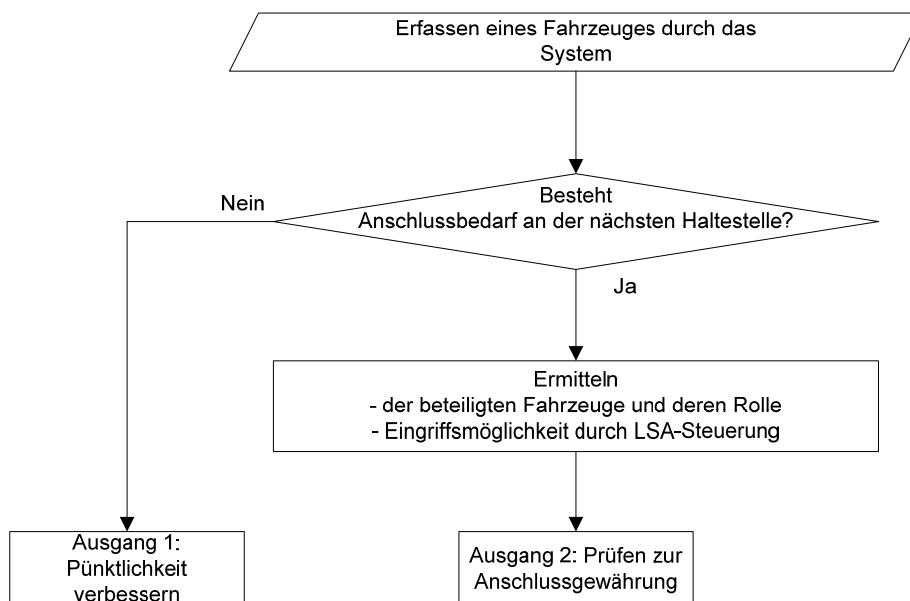 Erfassen eines Fahrzeuges durch das
System
Besteht
Anschlussbedarf an der nächsten Haltestelle?
Nein
Ja
Ermitteln
- der beteiligten Fahrzeuge und deren Rolle
- Eingriffsmöglichkeit durch LSA-Steuerung
Ausgang 1:
Pünktlichkeit
verbessern
Ausgang 2: Prüfen zur
Anschlussgewährung